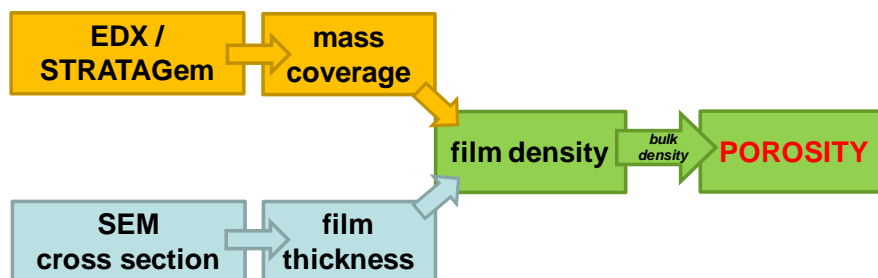 EDX /
STRATAGem
mass
coverage
film density
bulk
density
POROSITY
SEM
cross section
film
thickness